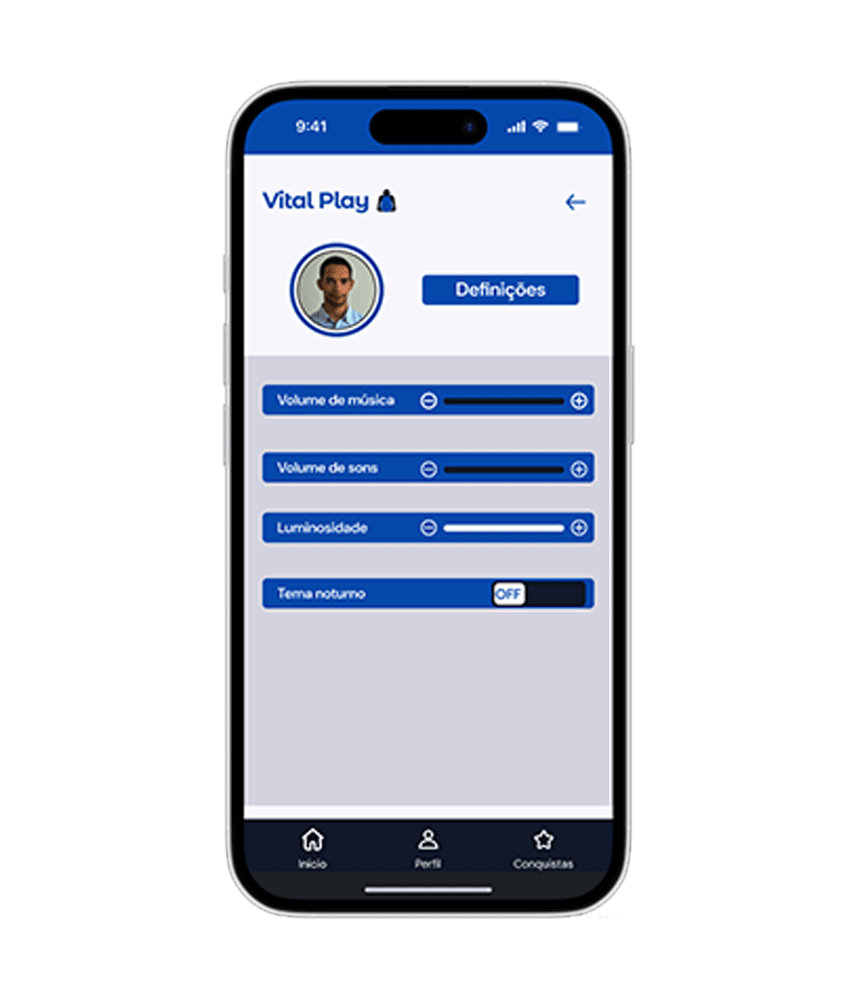 9:41
Vital Play
Definições
Volume de música
Volume de sons
Luminosidade
Tema noturno OFF
Início Perfil Conquistas